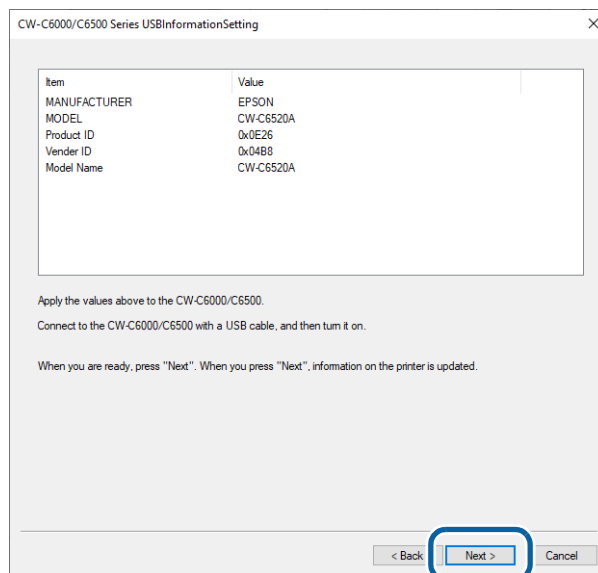 CW-C6000/C6500 Series USBInformationSetting
Item Value
MANUFACTURER EPSON
MODEL CW-C6520A
Product ID 0x0E26
Vender ID 0x04B8
Model Name CW-C6520A
Apply the values above to the CW-C6000/C6500.
Connect to the CW-C6000/C6500 with a USB cable, and then turn it on.
When you are ready, press "Next". When you press "Next", information on the printer is updated.
< Back Next > Cancel